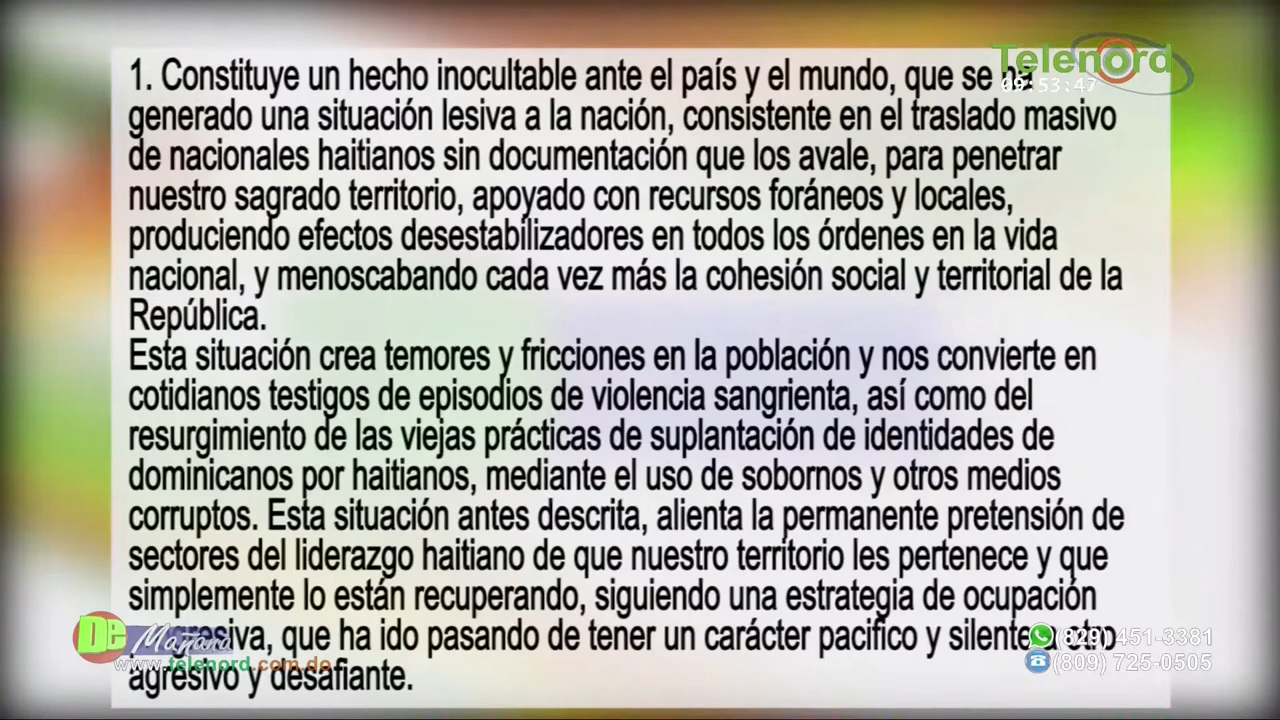 Telenord
09:53:47
1. Constituye un hecho inocultable ante el país y el mundo, que se
generado una situación lesiva a la nación, consistente en el traslado masivo
de nacionales haitianos sin documentación que los avale, para penetrar
nuestro sagrado territorio, apoyado con recursos foráneos y locales,
produciendo efectos desestabilizadores en todos los órdenes en la vida
nacional, y menoscabando cada vez más la cohesión social y territorial de la
República.
Esta situación crea temores y fricciones en la población y nos convierte en
cotidianos testigos de episodios de violencia sangrienta, así como del
resurgimiento de las viejas prácticas de suplantación de identidades de
dominicanos por haitianos, mediante el uso de sobornos y otros medios
corruptos. Esta situación antes descrita, alienta la permanente pretensión de
sectores del liderazgo haitiano de que nuestro territorio les pertenece y que
simplemente lo están recuperando, siguiendo una estrategia de ocupación
que ha ido pasando de tener un carácter pacifico y silente a otro
agresivo y desafiante.
De Mañana
www.telenord.com.do
(829) 451-3381
(809) 725-0505